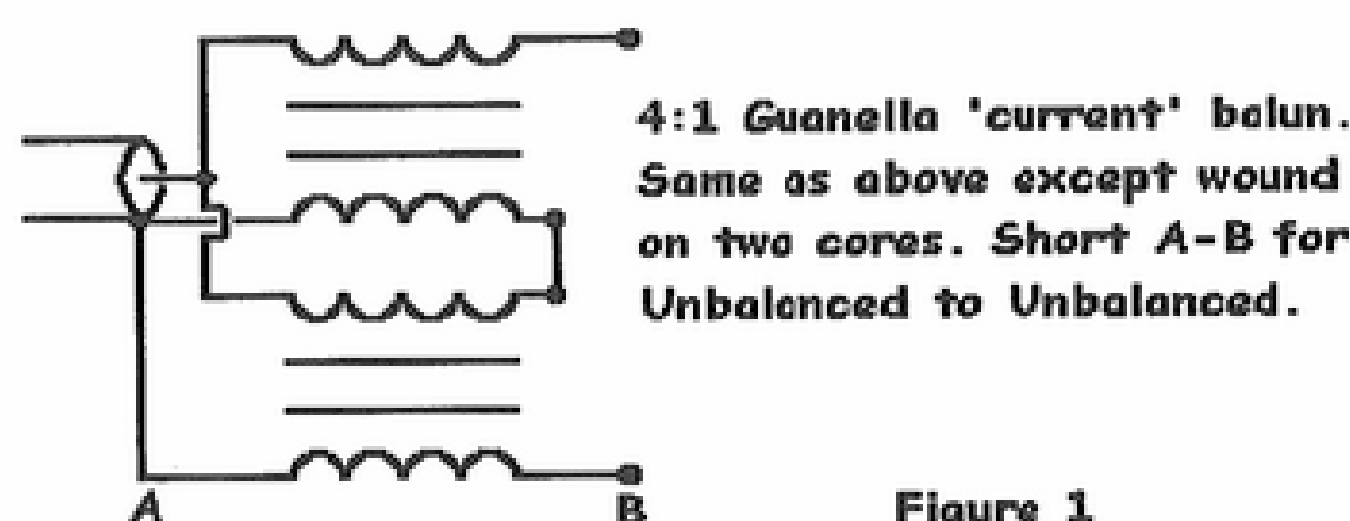 4:1 Guanella 'current' balun.
Same as above except wound
on two cores. Short A-B for
Unbalanced to Unbalanced.
A
B
Figure 1